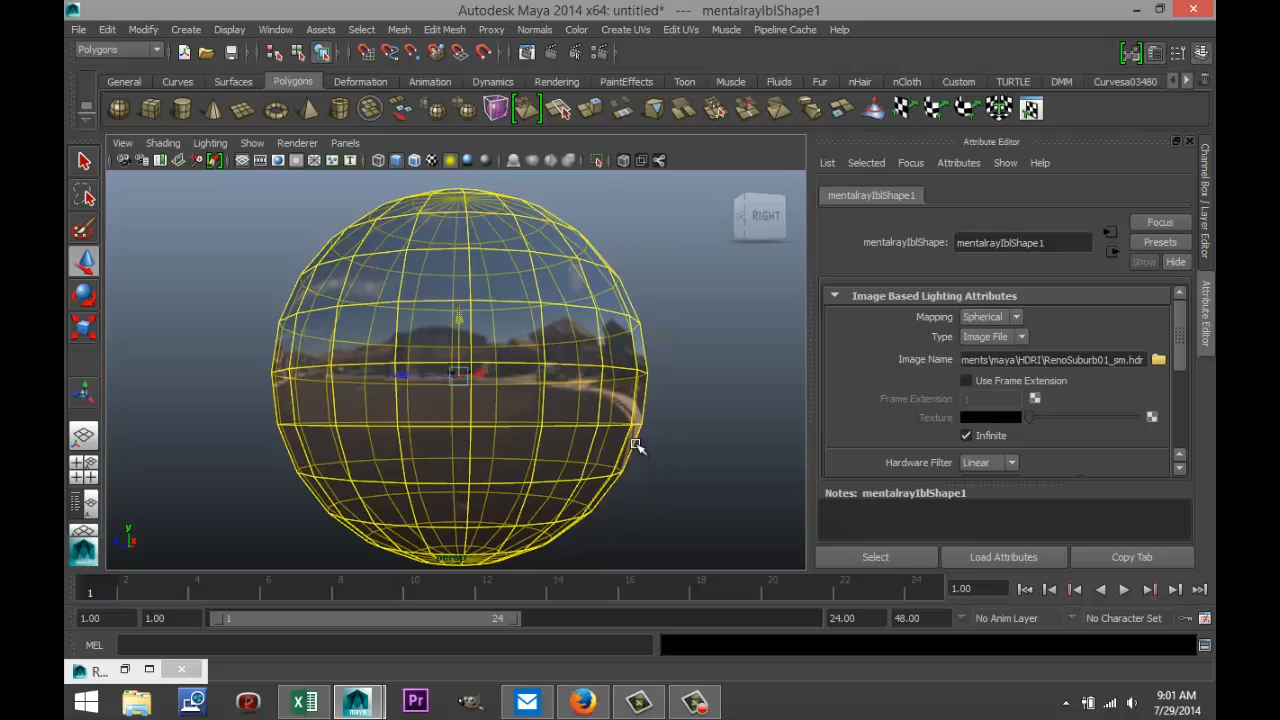 Autodesk Maya 2014 x64: untitled* --- mentalrayIblShape1
File Edit Modify Create Display Window Assets Select Mesh Edit Mesh Proxy Normals Color Create UVs Edit UVs Muscle Pipeline Cache Help
Polygons
General Curves Surfaces Polygons Deformation Animation Dynamics Rendering PaintEffects Toon Muscle Fluids Fur nHair nCloth Custom TURTLE DMM Curvesa03480
View Shading Lighting Show Renderer Panels
Attribute Editor
List Selected Focus Attributes Show Help
mentalrayIblShape1
Focus
mentalrayIblShape: mentalrayIblShape1
Presets
Show Hide
Image Based Lighting Attributes
Mapping Spherical
Type Image File
Image Name ments\maya\HDRI\RenoSuburb01_sm.hdr
Use Frame Extension
Frame Extension 1
Texture
Infinite
Hardware Filter Linear
Notes: mentalrayIblShape1
Select Load Attributes Copy Tab
Channel Box / Layer Editor
Attribute Editor
RIGHT
y
z x
persp
2 4 6 8 10 12 14 16 18 20 22 24
1
1.00
1.00 1.00 1 24 24.00 48.00 No Anim Layer No Character Set
MEL
R...
maya
Pr
9:01 AM
7/29/2014